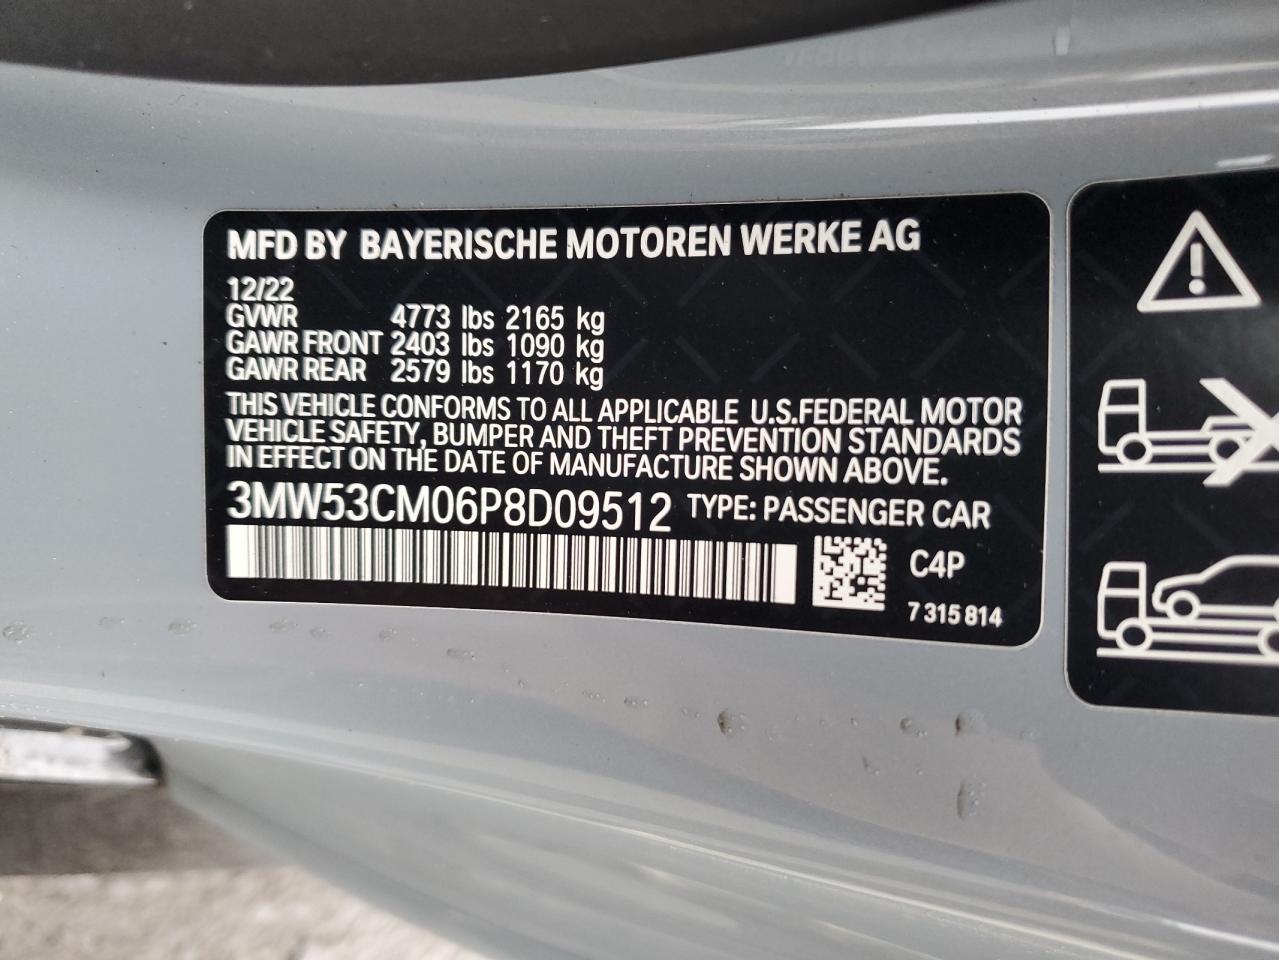 MFD BY BAYERISCHE MOTOREN WERKE AG
12/22
GVWR 4773 lbs 2165 kg
GAWR FRONT 2403 lbs 1090 kg
GAWR REAR 2579 lbs 1170 kg
THIS VEHICLE CONFORMS TO ALL APPLICABLE U.S.FEDERAL MOTOR
VEHICLE SAFETY, BUMPER AND THEFT PREVENTION STANDARDS
IN EFFECT ON THE DATE OF MANUFACTURE SHOWN ABOVE.
3MW53CM06P8D09512 TYPE: PASSENGER CAR
C4P
7 315 814